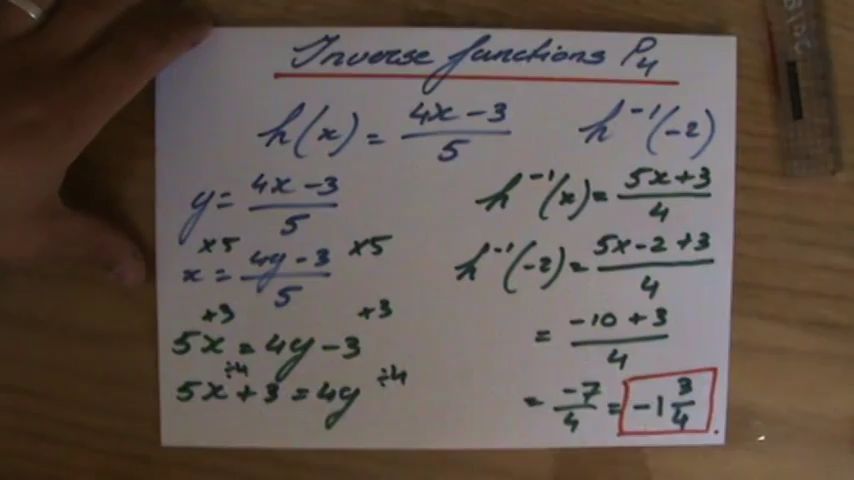 Inverse functions P4
h(x) = (4x - 3)/5
h⁻¹(-2)
y = (4x - 3)/5
×5 ×5
x = (4y - 3)/5
+3 +3
5x = 4y - 3
÷4 ÷4
5x + 3 = 4y
h⁻¹(x) = (5x + 3)/4
h⁻¹(-2) = (5x - 2 + 3)/4
= (-10 + 3)/4
= -7/4 = -1 3/4